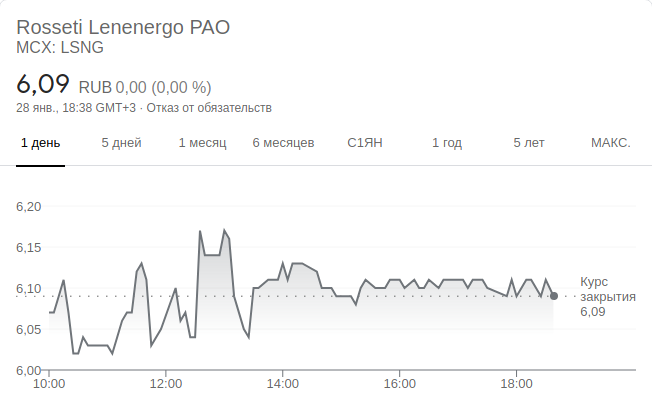 Rosseti Lenenergo PAO
MCX: LSNG
6,09 RUB 0,00 (0,00 %)
28 янв., 18:38 GMT+3 · Отказ от обязательств
1 день 5 дней 1 месяц 6 месяцев С1ЯН 1 год 5 лет МАКС.
6,20
6,15
6,10
6,05
6,00
Курс
закрытия
6,09
10:00 12:00 14:00 16:00 18:00